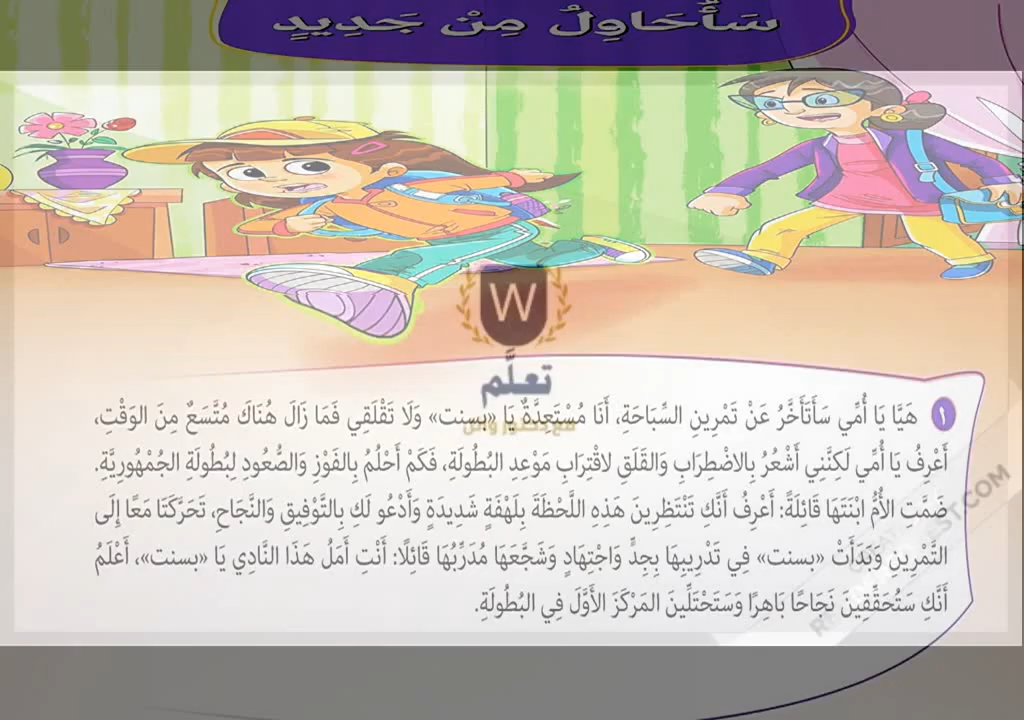 سَأُحَاوِلُ مِنْ جَدِيدٍ
W
تعلَّم
١ هَيَّا يَا أُمِّي سَأَتَأَخَّرُ عَنْ تَمْرِينِ السِّبَاحَةِ، أَنَا مُسْتَعِدَّةٌ يَا «بسنت» وَلَا تَقْلَقِي فَمَا زَالَ هُنَاكَ مُتَّسَعٌ مِنَ الوَقْتِ،
أَعْرِفُ يَا أُمِّي لَكِنَّنِي أَشْعُرُ بِالاضْطِرَابِ وَالقَلَقِ لاقْتِرَابِ مَوْعِدِ البُطُولَةِ، فَكَمْ أَحْلُمُ بِالفَوْزِ وَالصُّعُودِ لِبُطُولَةِ الجُمْهُورِيَّةِ.
ضَمَّتِ الأُمُّ ابْنَتَهَا قَائِلَةً: أَعْرِفُ أَنَّكِ تَنْتَظِرِينَ هَذِهِ اللَّحْظَةَ بِلَهْفَةٍ شَدِيدَةٍ وَأَدْعُو لَكِ بِالتَّوْفِيقِ وَالنَّجَاحِ، تَحَرَّكَتَا مَعًا إِلَى
التَّمْرِينِ وَبَدَأَتْ «بسنت» فِي تَدْرِيبِهَا بِجِدٍّ وَاجْتِهَادٍ وَشَجَّعَهَا مُدَرِّبُهَا قَائِلًا: أَنْتِ أَمَلُ هَذَا النَّادِي يَا «بسنت»، أَعْلَمُ
أَنَّكِ سَتُحَقِّقِينَ نَجَاحًا بَاهِرًا وَسَتَحْتَلِّينَ المَرْكَزَ الأَوَّلَ فِي البُطُولَةِ.